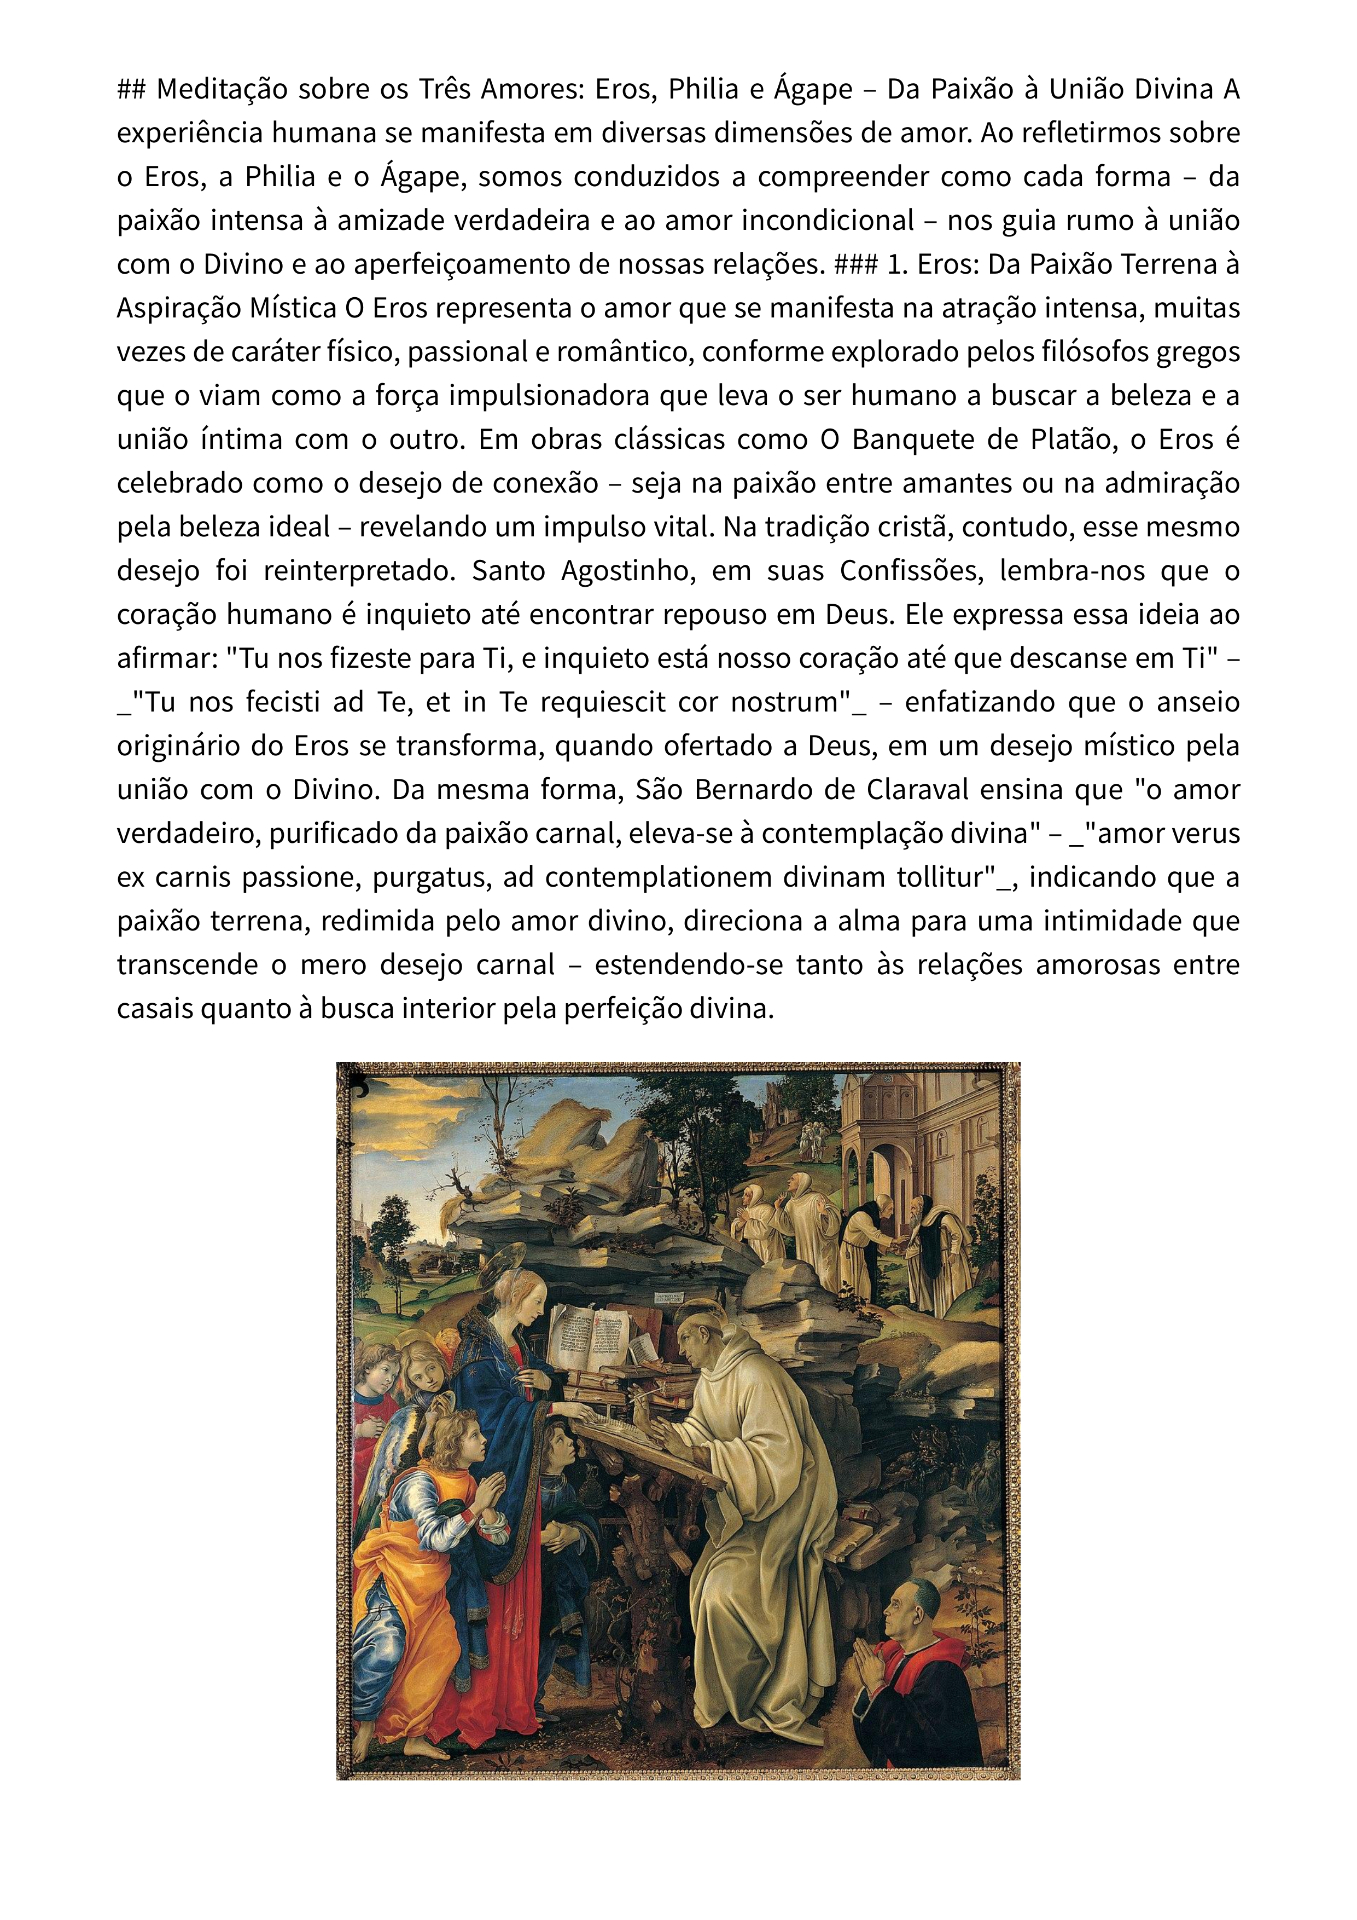 ## Meditação sobre os Três Amores: Eros, Philia e Ágape – Da Paixão à União Divina A
experiência humana se manifesta em diversas dimensões de amor. Ao refletirmos sobre
o Eros, a Philia e o Ágape, somos conduzidos a compreender como cada forma – da
paixão intensa à amizade verdadeira e ao amor incondicional – nos guia rumo à união
com o Divino e ao aperfeiçoamento de nossas relações. ### 1. Eros: Da Paixão Terrena à
Aspiração Mística O Eros representa o amor que se manifesta na atração intensa, muitas
vezes de caráter físico, passional e romântico, conforme explorado pelos filósofos gregos
que o viam como a força impulsionadora que leva o ser humano a buscar a beleza e a
união íntima com o outro. Em obras clássicas como O Banquete de Platão, o Eros é
celebrado como o desejo de conexão – seja na paixão entre amantes ou na admiração
pela beleza ideal – revelando um impulso vital. Na tradição cristã, contudo, esse mesmo
desejo foi reinterpretado. Santo Agostinho, em suas Confissões, lembra-nos que o
coração humano é inquieto até encontrar repouso em Deus. Ele expressa essa ideia ao
afirmar: "Tu nos fizeste para Ti, e inquieto está nosso coração até que descanse em Ti" –
_"Tu nos fecisti ad Te, et in Te requiescit cor nostrum"_ – enfatizando que o anseio
originário do Eros se transforma, quando ofertado a Deus, em um desejo místico pela
união com o Divino. Da mesma forma, São Bernardo de Claraval ensina que "o amor
verdadeiro, purificado da paixão carnal, eleva-se à contemplação divina" – _"amor verus
ex carnis passione, purgatus, ad contemplationem divinam tollitur"_, indicando que a
paixão terrena, redimida pelo amor divino, direciona a alma para uma intimidade que
transcende o mero desejo carnal – estendendo-se tanto às relações amorosas entre
casais quanto à busca interior pela perfeição divina.